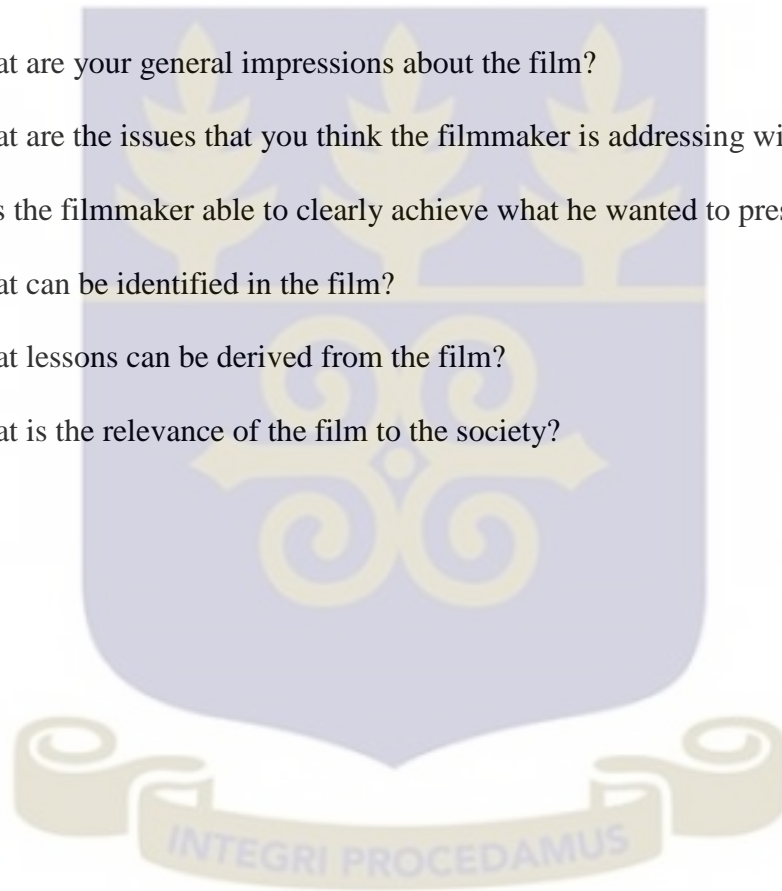 at are your general impressions about the film?
at are the issues that you think the filmmaker is addressing wi
s the filmmaker able to clearly achieve what he wanted to pres
at can be identified in the film?
at lessons can be derived from the film?
at is the relevance of the film to the society?
INTEGRI PROCEDAMUS